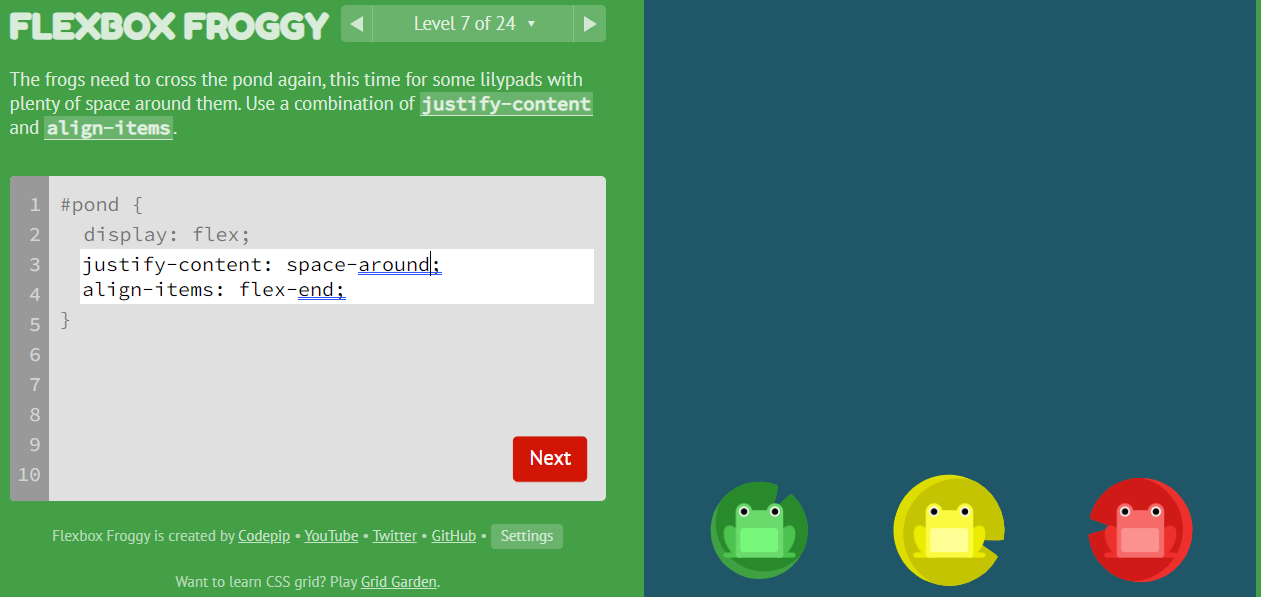 FLEXBOX FROGGY
◀ Level 7 of 24 ▾ ▶
The frogs need to cross the pond again, this time for some lilypads with
plenty of space around them. Use a combination of justify-content
and align-items.
1 #pond {
2 display: flex;
3 justify-content: space-around;
4 align-items: flex-end;
5 }
6
7
8
9
10
Next
Flexbox Froggy is created by Codepip • YouTube • Twitter • GitHub • Settings
Want to learn CSS grid? Play Grid Garden.